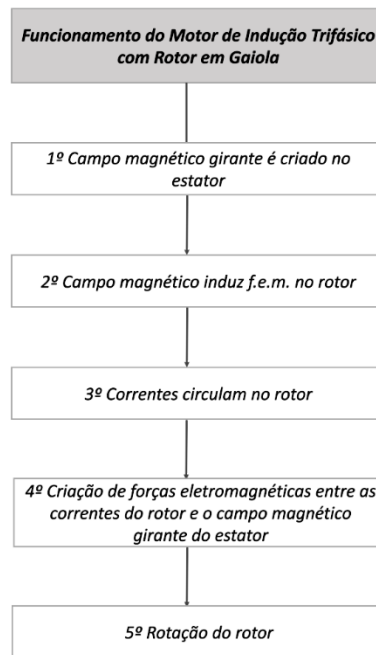 Funcionamento do Motor de Indução Trifásico
com Rotor em Gaiola
1º Campo magnético girante é criado no
estator
2º Campo magnético induz f.e.m. no rotor
3º Correntes circulam no rotor
4º Criação de forças eletromagnéticas entre as
correntes do rotor e o campo magnético
girante do estator
5º Rotação do rotor